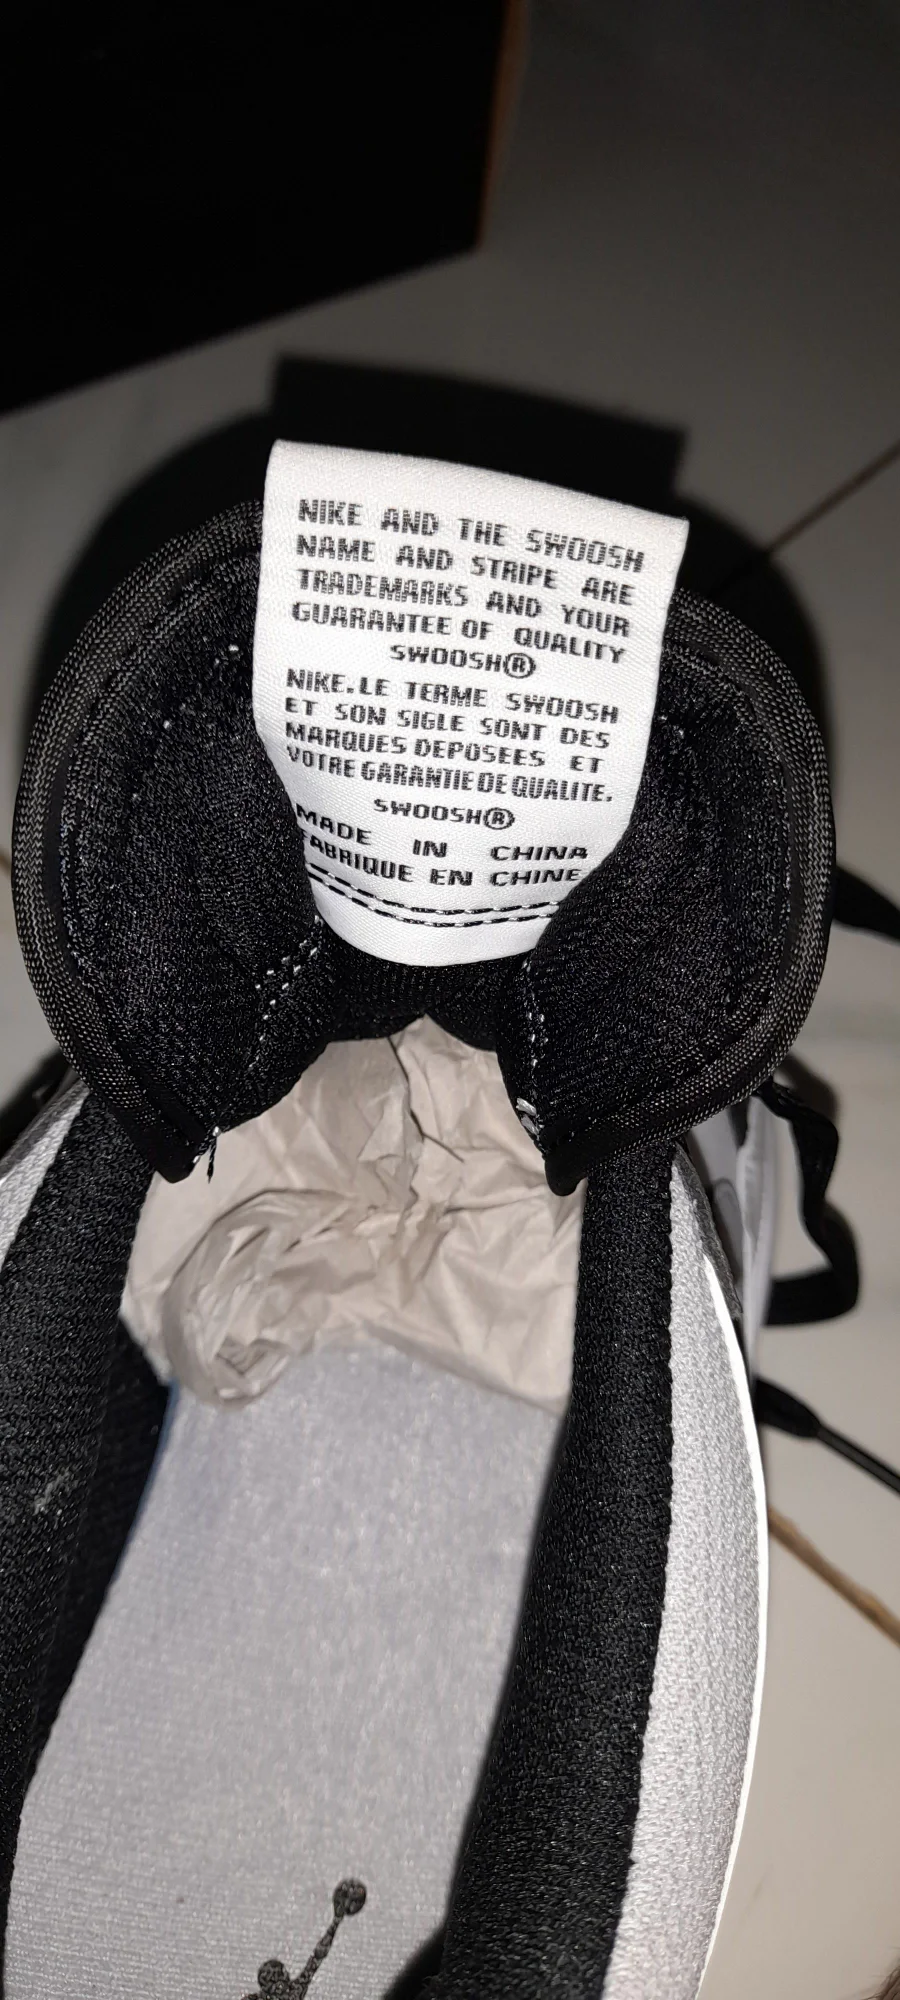 NIKE AND THE SWOOSH
NAME AND STRIPE ARE
TRADEMARKS AND YOUR
GUARANTEE OF QUALITY
SWOOSH®
NIKE. LE TERME SWOOSH
ET SON SIGLE SONT DES
MARQUES DEPOSEES ET
VOTRE GARANTIE DE QUALITE.
SWOOSH®
MADE IN CHINA
FABRIQUE EN CHINE